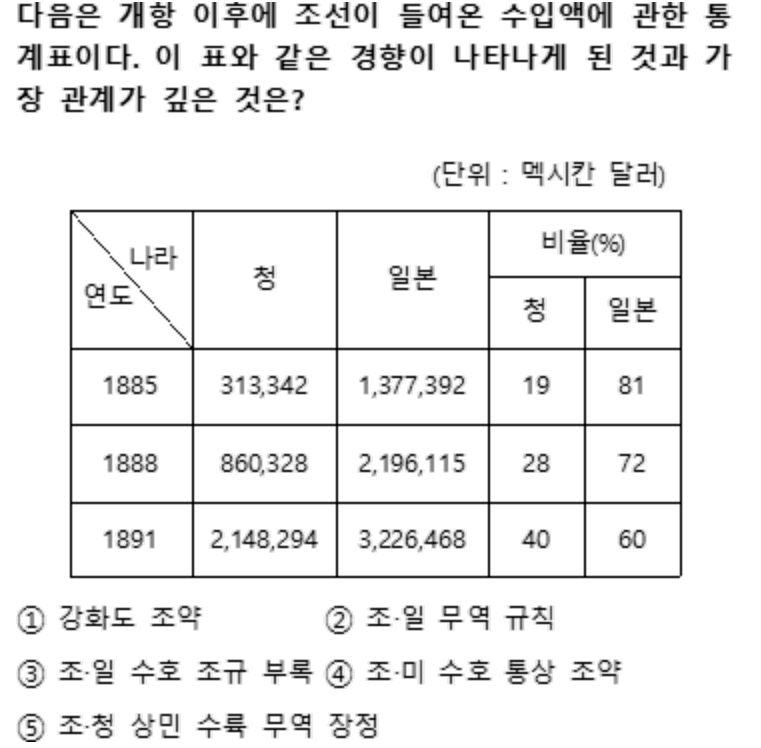 다음은 개항 이후에 조선이 들여온 수입액에 관한 통
계표이다. 이 표와 같은 경향이 나타나게 된 것과 가
장 관계가 깊은 것은?
(단위 : 멕시칸 달러)
나라 청 일본 비율(%)
연도 청 일본
1885 313,342 1,377,392 19 81
1888 860,328 2,196,115 28 72
1891 2,148,294 3,226,468 40 60
① 강화도 조약 ② 조·일 무역 규칙
③ 조·일 수호 조규 부록 ④ 조·미 수호 통상 조약
⑤ 조·청 상민 수륙 무역 장정